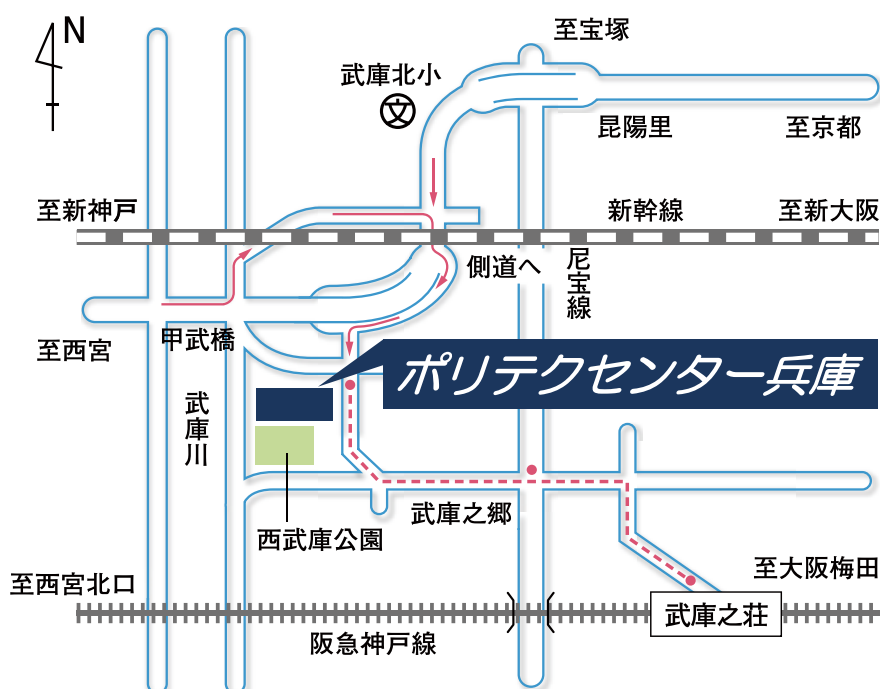 N
至宝塚
武庫北小
文
昆陽里
至京都
至新神戸
新幹線
至新大阪
側道へ
尼宝線
甲武橋
至西宮
ポリテクセンター兵庫
武庫川
武庫之郷
西武庫公園
至大阪梅田
至西宮北口
武庫之荘
阪急神戸線